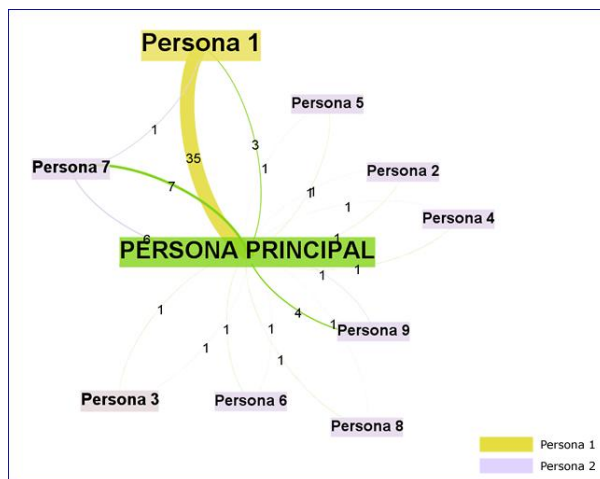 Persona 1
Persona 5
3
1
35
1
Persona 7
Persona 2
7
1
1
1
Persona 4
6
1
PERSONA PRINCIPAL
1
1
1
4
1
Persona 9
1
1
1
1
Persona 3
Persona 6
Persona 8
Persona 1
Persona 2